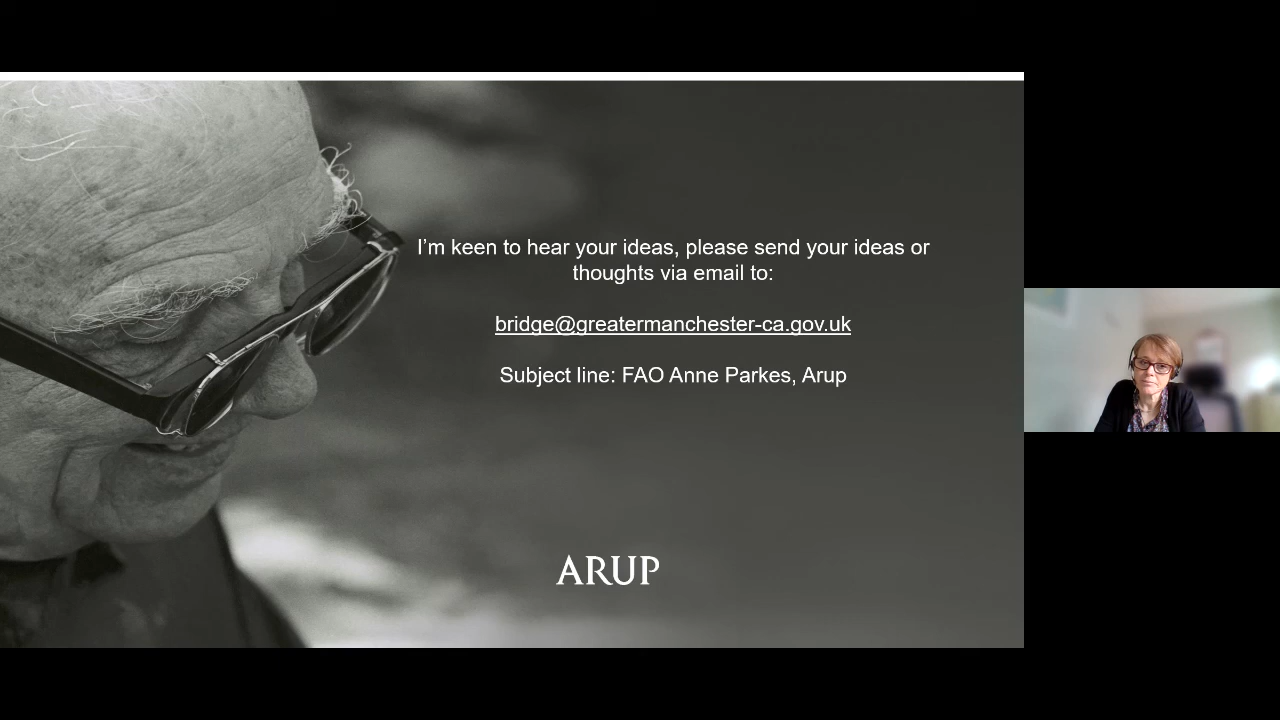 I’m keen to hear your ideas, please send your ideas or
thoughts via email to:
bridge@greatermanchester-ca.gov.uk
Subject line: FAO Anne Parkes, Arup
ARUP